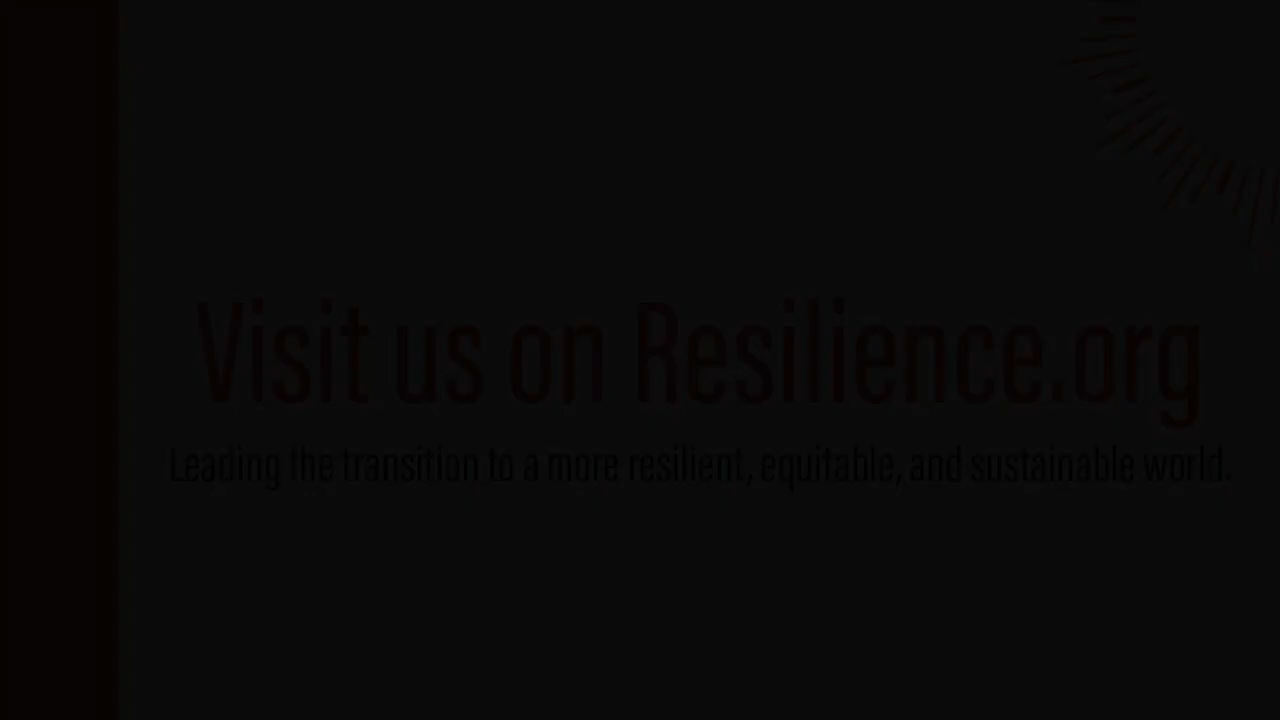 Visit us on Resilience.org
Leading the transition to a more resilient, equitable, and sustainable world.